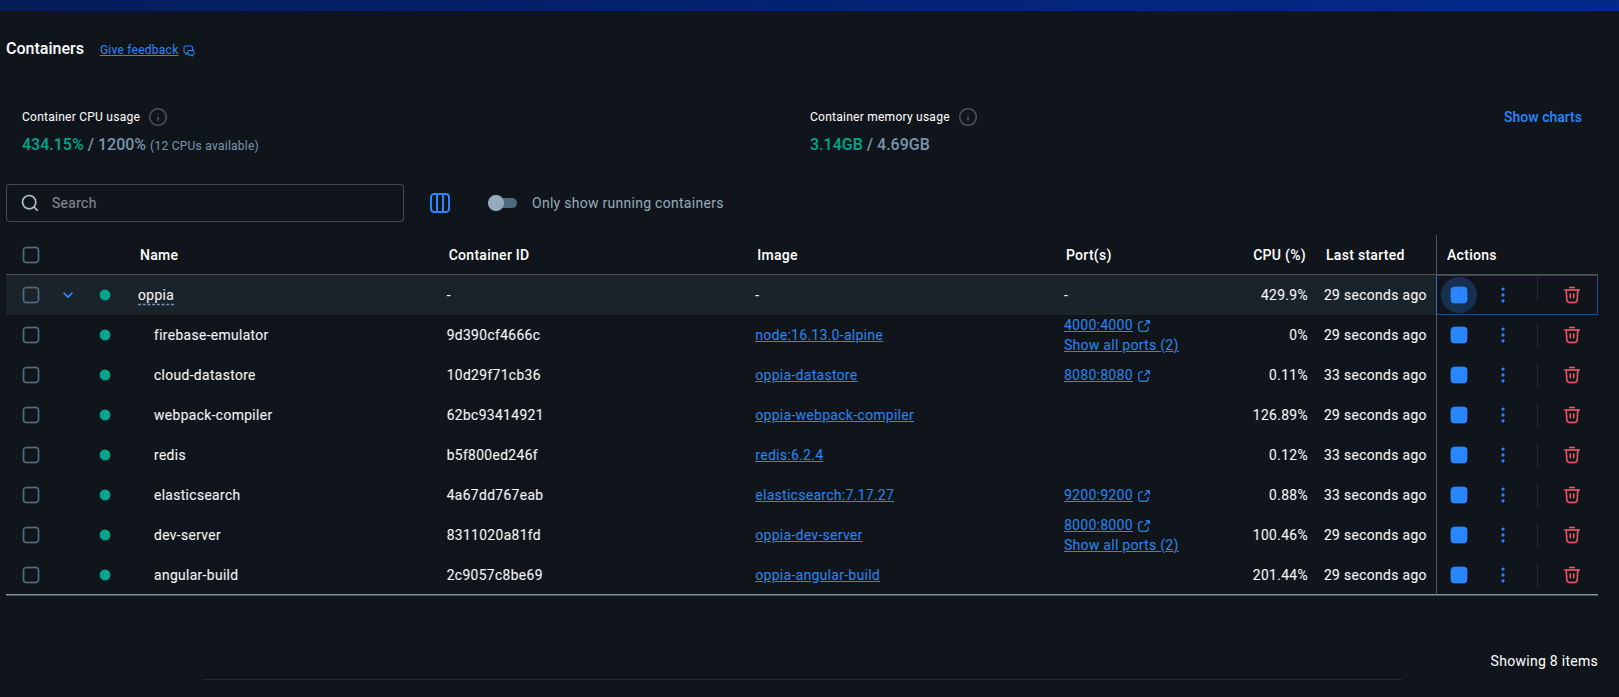 Containers Give feedback
Container CPU usage
434.15% / 1200% (12 CPUs available)
Container memory usage
3.14GB / 4.69GB
Show charts
Search
Only show running containers
Name Container ID Image Port(s) CPU (%) Last started Actions
oppia - - - 429.9% 29 seconds ago
firebase-emulator 9d390cf4666c node:16.13.0-alpine 4000:4000 Show all ports (2) 0% 29 seconds ago
cloud-datastore 10d29f71cb36 oppia-datastore 8080:8080 0.11% 33 seconds ago
webpack-compiler 62bc93414921 oppia-webpack-compiler 126.89% 29 seconds ago
redis b5f800ed246f redis:6.2.4 0.12% 33 seconds ago
elasticsearch 4a67dd767eab elasticsearch:7.17.27 9200:9200 0.88% 33 seconds ago
dev-server 8311020a81fd oppia-dev-server 8000:8000 Show all ports (2) 100.46% 29 seconds ago
angular-build 2c9057c8be69 oppia-angular-build 201.44% 29 seconds ago
Showing 8 items